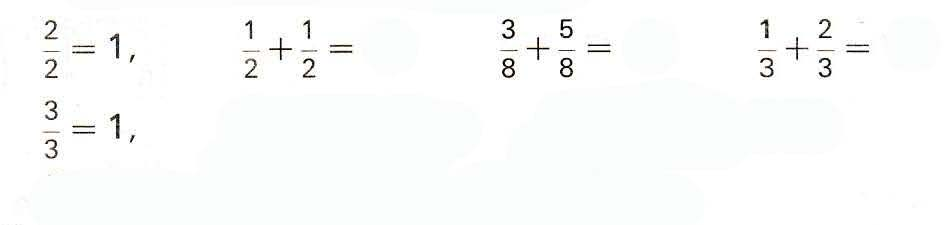 2/2 = 1, 1/2 + 1/2 = 3/8 + 5/8 = 1/3 + 2/3 =
3/3 = 1,